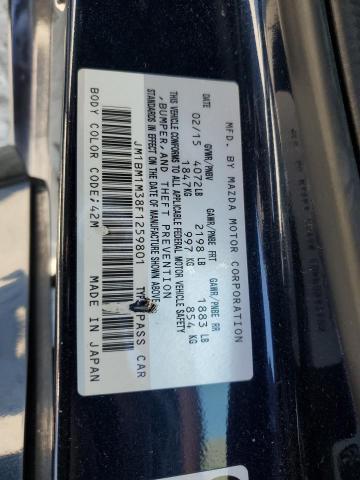 MFD. BY MAZDA MOTOR CORPORATION
DATE GVWR/PNBV GAWR/PNBE FRT GAWR/PNBE RR
02/15 4072LB 2198 LB 1883 LB
1847KG 997 KG 854 KG
THIS VEHICLE CONFORMS TO ALL APPLICABLE FEDERAL MOTOR VEHICLE SAFETY
,BUMPER,AND THEFT PREVENTION
STANDARDS IN EFFECT ON THE DATE OF MANUFACTURE SHOWN ABOVE.
JM1BM1M38F1259801 PASS CAR
BODY COLOR CODE;42M MADE IN JAPAN